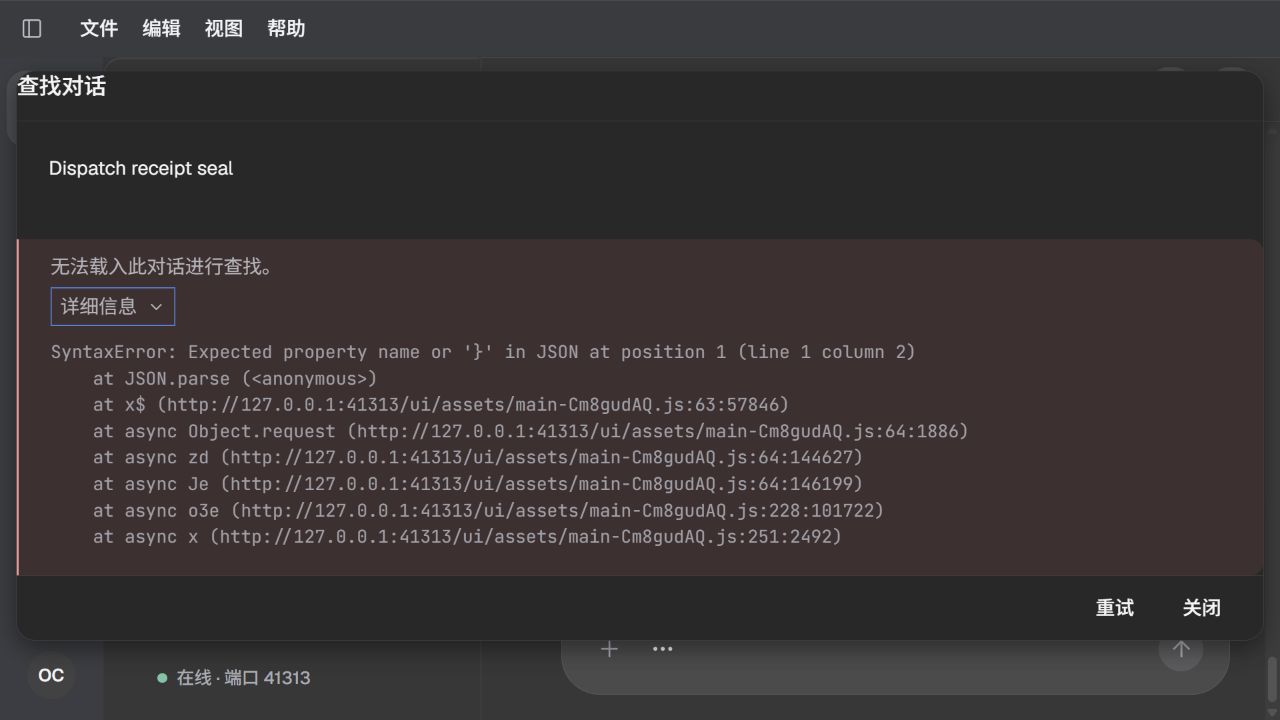 文件 编辑 视图 帮助
查找对话
Dispatch receipt seal
无法载入此对话进行查找。
详细信息
SyntaxError: Expected property name or '}' in JSON at position 1 (line 1 column 2)
at JSON.parse (<anonymous>)
at x$ (http://127.0.0.1:41313/ui/assets/main-Cm8gudAQ.js:63:57846)
at async Object.request (http://127.0.0.1:41313/ui/assets/main-Cm8gudAQ.js:64:1886)
at async zd (http://127.0.0.1:41313/ui/assets/main-Cm8gudAQ.js:64:144627)
at async Je (http://127.0.0.1:41313/ui/assets/main-Cm8gudAQ.js:64:146199)
at async o3e (http://127.0.0.1:41313/ui/assets/main-Cm8gudAQ.js:228:101722)
at async x (http://127.0.0.1:41313/ui/assets/main-Cm8gudAQ.js:251:2492)
重试 关闭
OC
在线 · 端口 41313